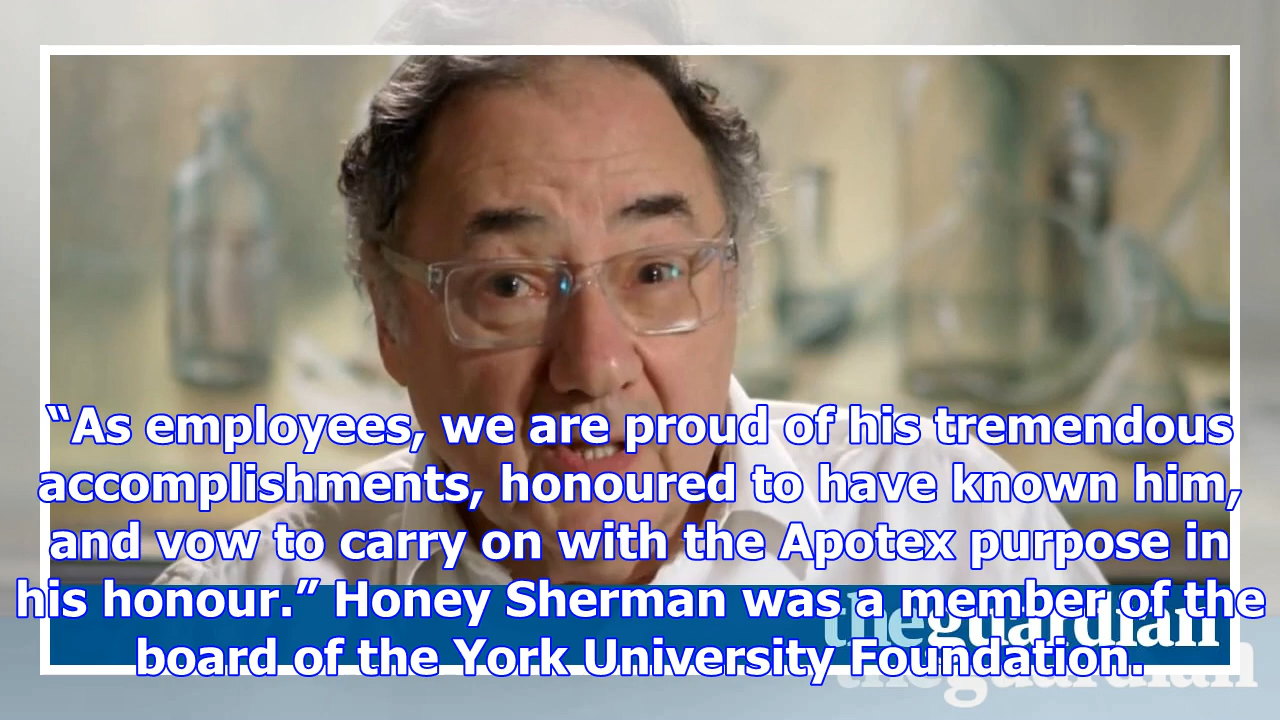 “As employees, we are proud of his tremendous
accomplishments, honoured to have known him,
and vow to carry on with the Apotex purpose in
his honour.” Honey Sherman was a member of the
board of the York University Foundation.
theguardian
theguardian